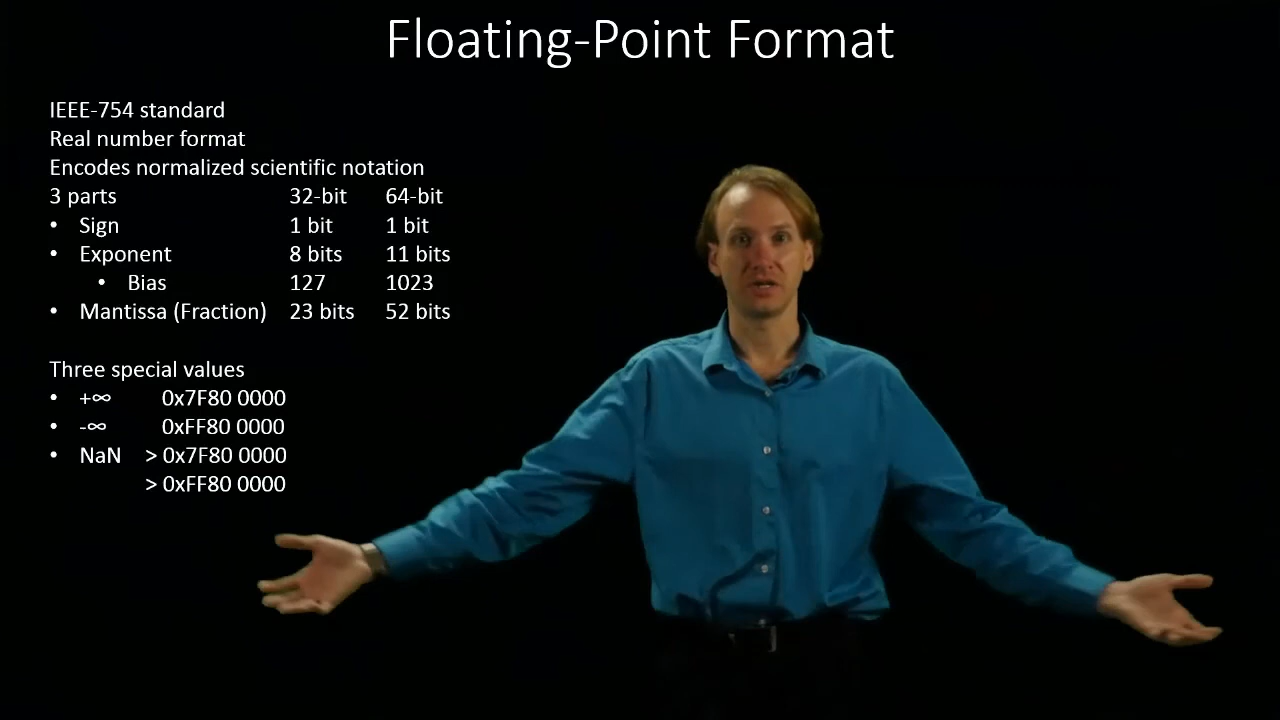 Floating-Point Format
IEEE-754 standard
Real number format
Encodes normalized scientific notation
3 parts 32-bit 64-bit
• Sign 1 bit 1 bit
• Exponent 8 bits 11 bits
• Bias 127 1023
• Mantissa (Fraction) 23 bits 52 bits
Three special values
• +∞ 0x7F80 0000
• -∞ 0xFF80 0000
• NaN > 0x7F80 0000
> 0xFF80 0000